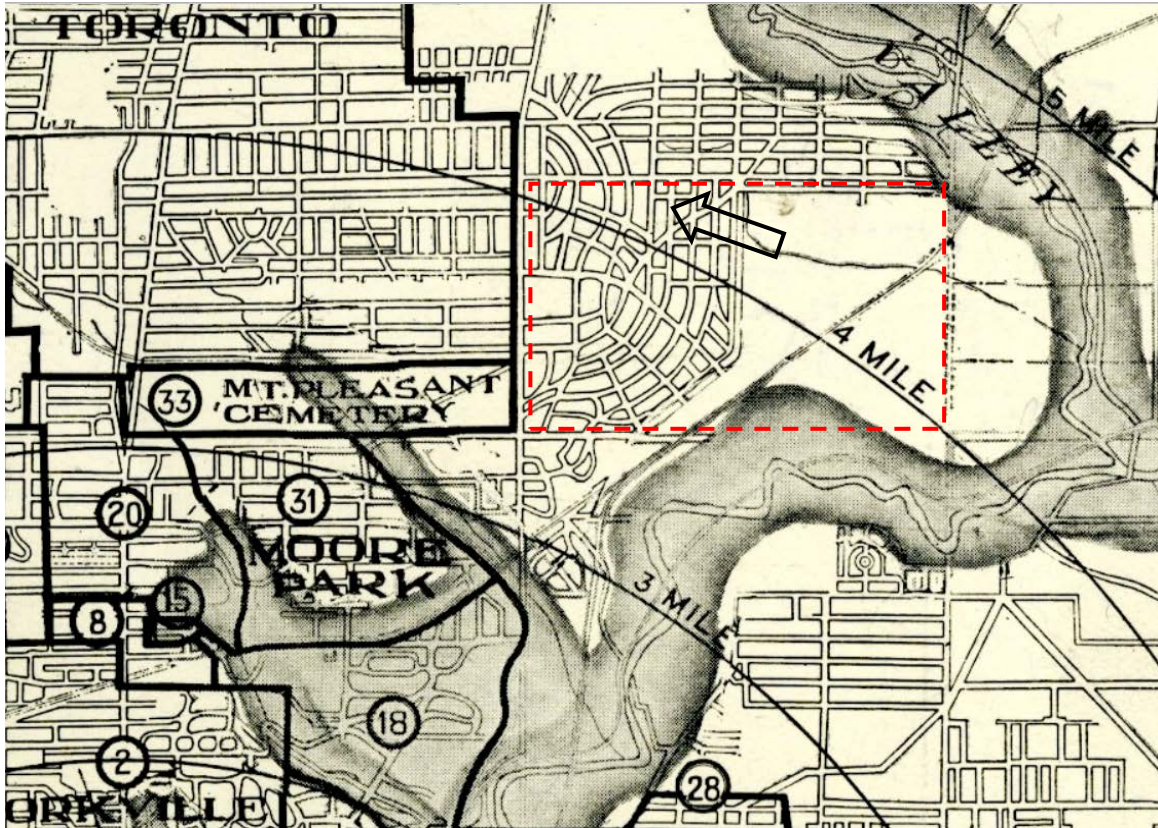 TORONTO
VALLEY
5 MILE
4 MILE
33
MT. PLEASANT
CEMETERY
20
31
MOORE
PARK
3 MILE
15
8
18
2
28
ORKVILLE